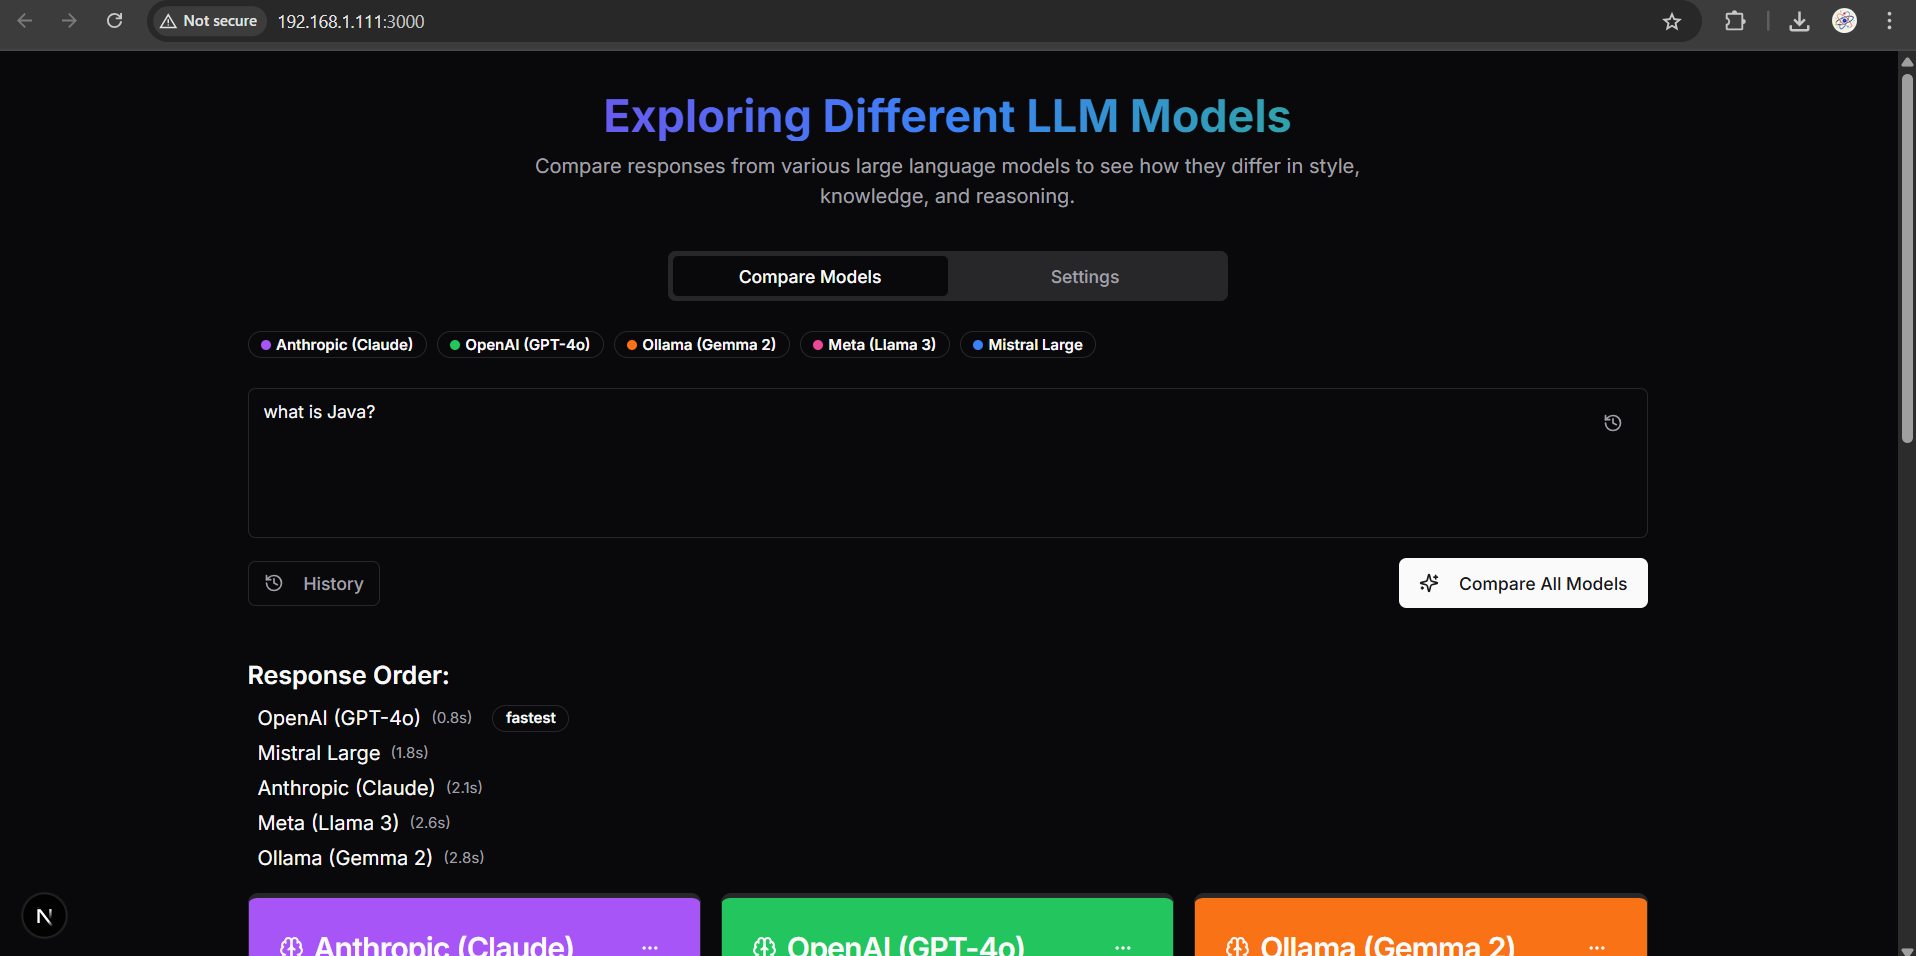 Not secure 192.168.1.111:3000
Exploring Different LLM Models
Compare responses from various large language models to see how they differ in style,
knowledge, and reasoning.
Compare Models Settings
Anthropic (Claude) OpenAI (GPT-4o) Ollama (Gemma 2) Meta (Llama 3) Mistral Large
what is Java?
History Compare All Models
Response Order:
OpenAI (GPT-4o) (0.8s) fastest
Mistral Large (1.8s)
Anthropic (Claude) (2.1s)
Meta (Llama 3) (2.6s)
Ollama (Gemma 2) (2.8s)
N
Anthropic (Claude) ... OpenAI (GPT-4o) ... Ollama (Gemma 2) ...